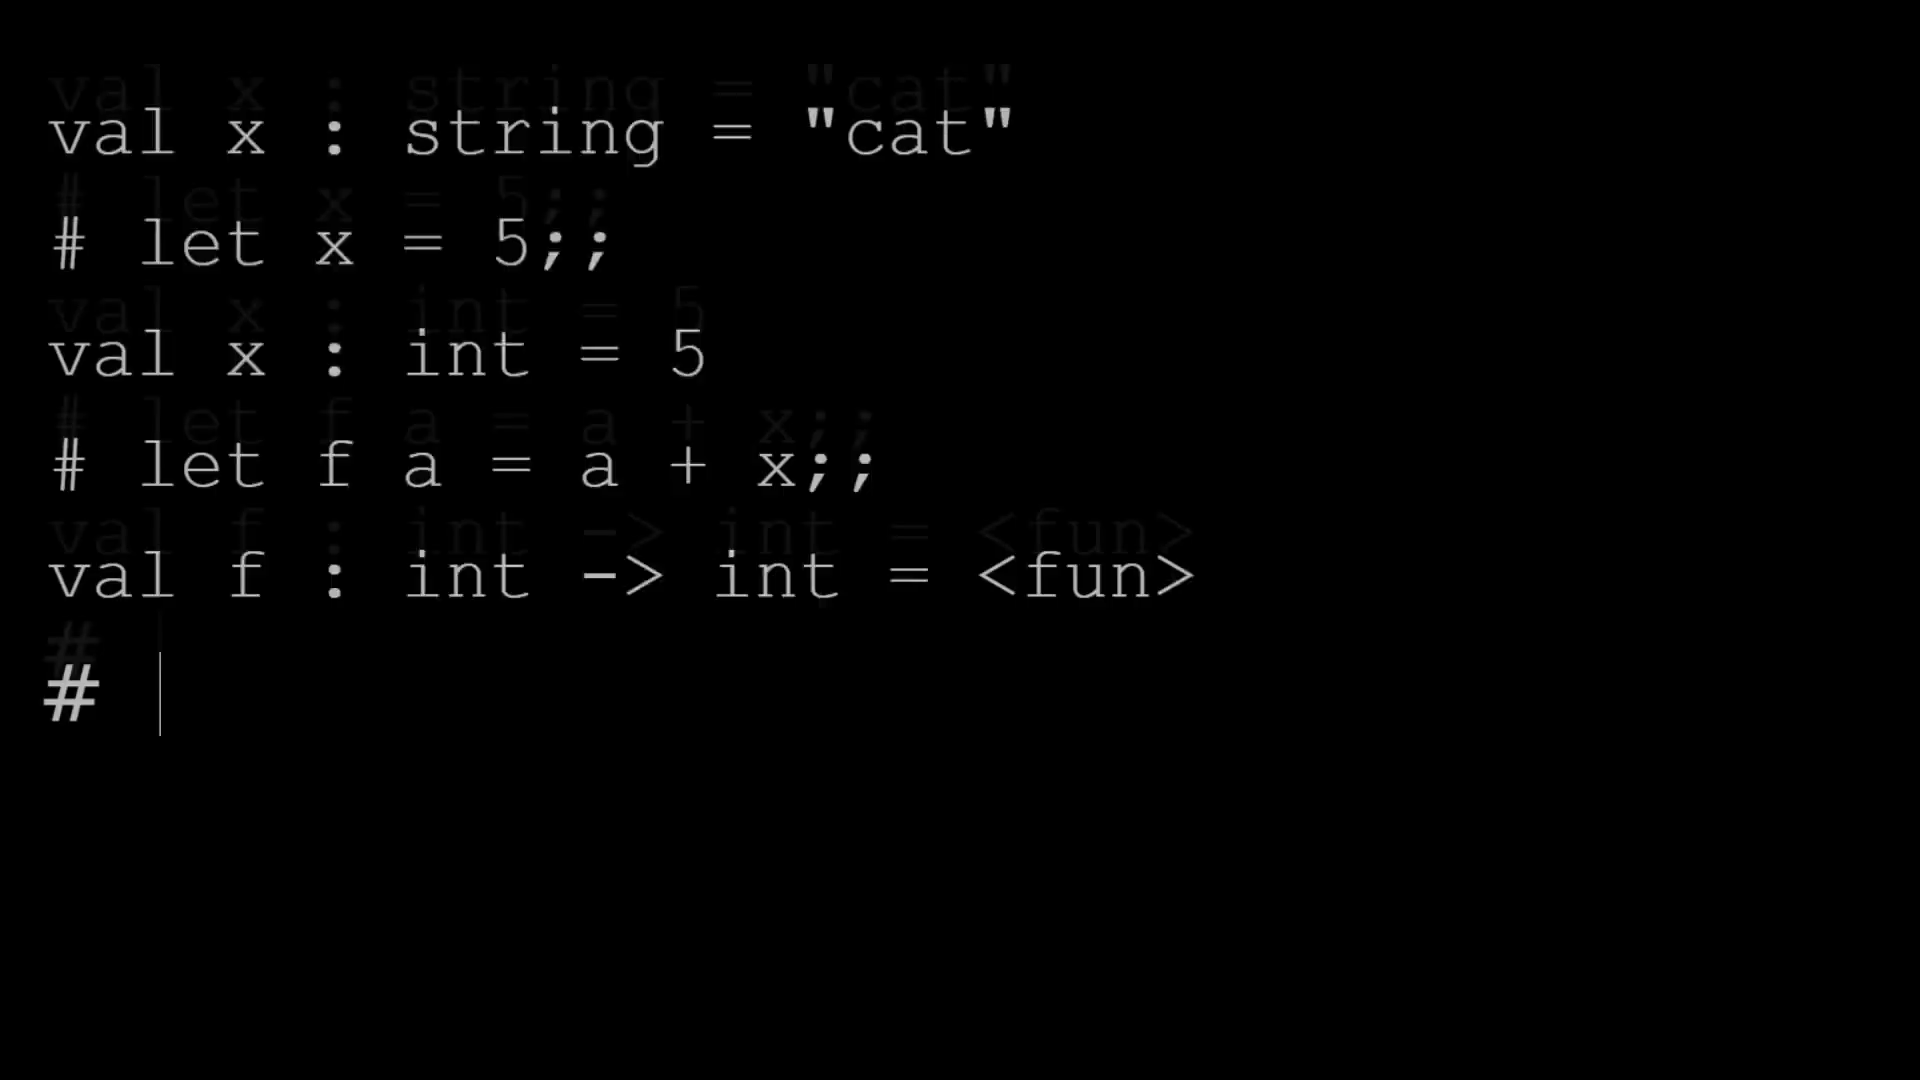 val x : string = "cat"
# let x = 5;;
val x : int = 5
# let f a = a + x;;
val f : int -> int = <fun>
#